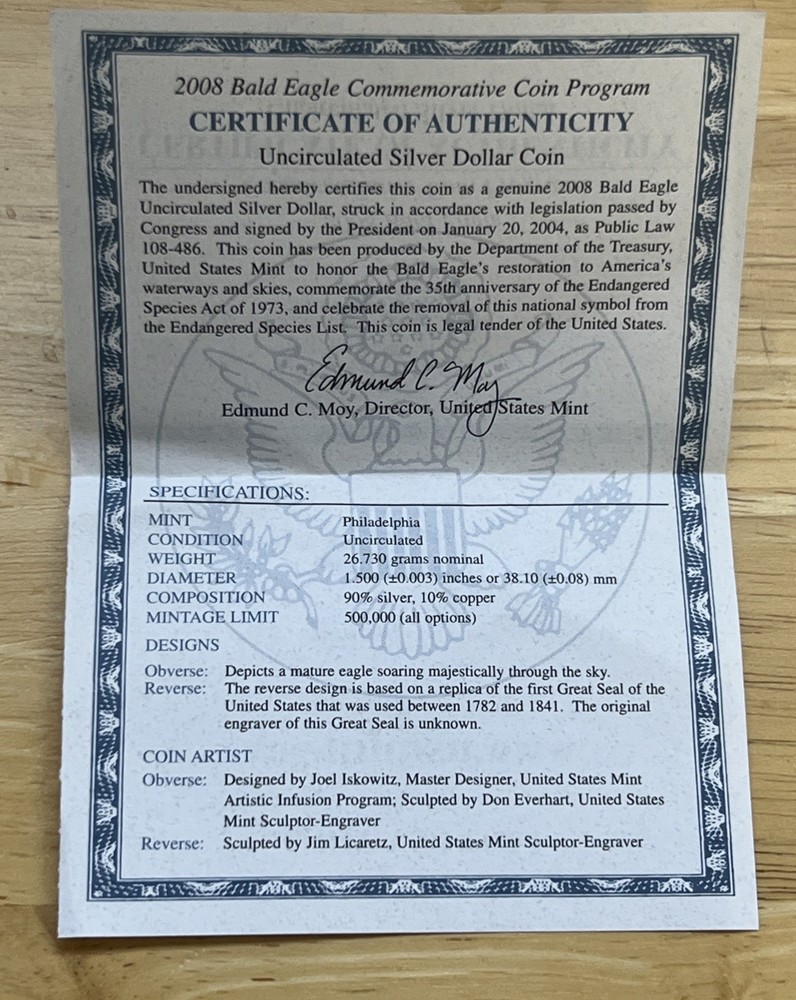 2008 Bald Eagle Commemorative Coin Program
CERTIFICATE OF AUTHENTICITY
Uncirculated Silver Dollar Coin
The undersigned hereby certifies this coin as a genuine 2008 Bald Eagle
Uncirculated Silver Dollar, struck in accordance with legislation passed by
Congress and signed by the President on January 20, 2004, as Public Law
108-486. This coin has been produced by the Department of the Treasury,
United States Mint to honor the Bald Eagle's restoration to America's
waterways and skies, commemorate the 35th anniversary of the Endangered
Species Act of 1973, and celebrate the removal of this national symbol from
the Endangered Species List. This coin is legal tender of the United States.
Edmund C. Moy
Edmund C. Moy, Director, United States Mint
SPECIFICATIONS:
MINT Philadelphia
CONDITION Uncirculated
WEIGHT 26.730 grams nominal
DIAMETER 1.500 (±0.003) inches or 38.10 (±0.08) mm
COMPOSITION 90% silver, 10% copper
MINTAGE LIMIT 500,000 (all options)
DESIGNS
Obverse: Depicts a mature eagle soaring majestically through the sky.
Reverse: The reverse design is based on a replica of the first Great Seal of the
United States that was used between 1782 and 1841. The original
engraver of this Great Seal is unknown.
COIN ARTIST
Obverse: Designed by Joel Iskowitz, Master Designer, United States Mint
Artistic Infusion Program; Sculpted by Don Everhart, United States
Mint Sculptor-Engraver
Reverse: Sculpted by Jim Licaretz, United States Mint Sculptor-Engraver